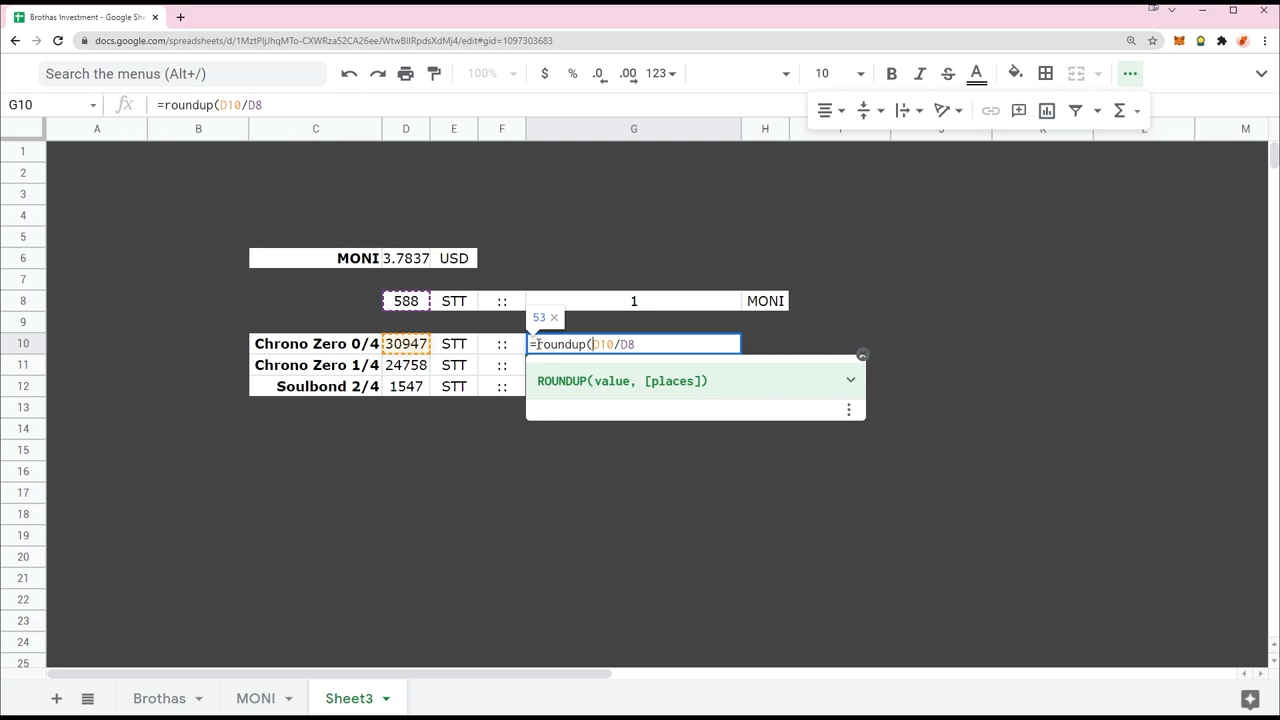 Brothas Investment - Google She
docs.google.com/spreadsheets/d/1MztPljJhqMTo-CXWRza52CA26eeJWtwBIIRpdsXdMj4/edit#gid=1097303683
Search the menus (Alt+/)
100%
$ % .0 .00 123
10 B I S A
G10
fx
=roundup(D10/D8
A B C D E F G H M
1
2
3
4
5
6 MONI 3.7837 USD
7
8 588 STT :: 1 MONI
9 53 ×
10 Chrono Zero 0/4 30947 STT :: =roundup(D10/D8
11 Chrono Zero 1/4 24758 STT ::
ROUNDUP(value, [places])
12 Soulbond 2/4 1547 STT ::
13
14
15
16
17
18
19
20
21
22
23
24
25
Brothas MONI Sheet3